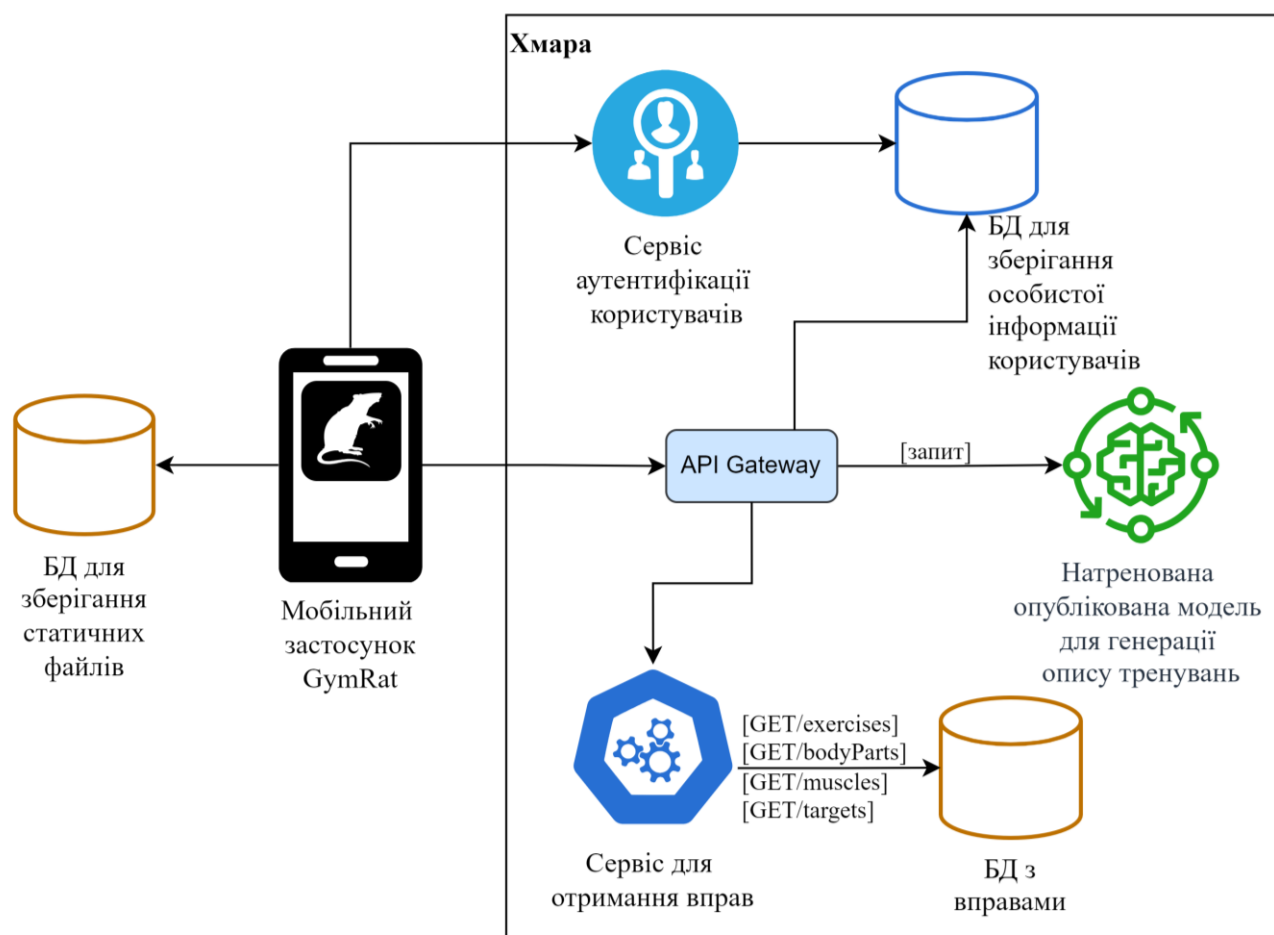 Хмара
Сервіс
аутентифікації
користувачів
БД для
зберігання
особистої
інформації
користувачів
БД для
зберігання
статичних
файлів
Мобільний
застосунок
GymRat
API Gateway
[запит]
Натренована
опублікована модель
для генерації
опису тренувань
[GET/exercises]
[GET/bodyParts]
[GET/muscles]
[GET/targets]
Сервіс для
отримання вправ
БД з
вправами